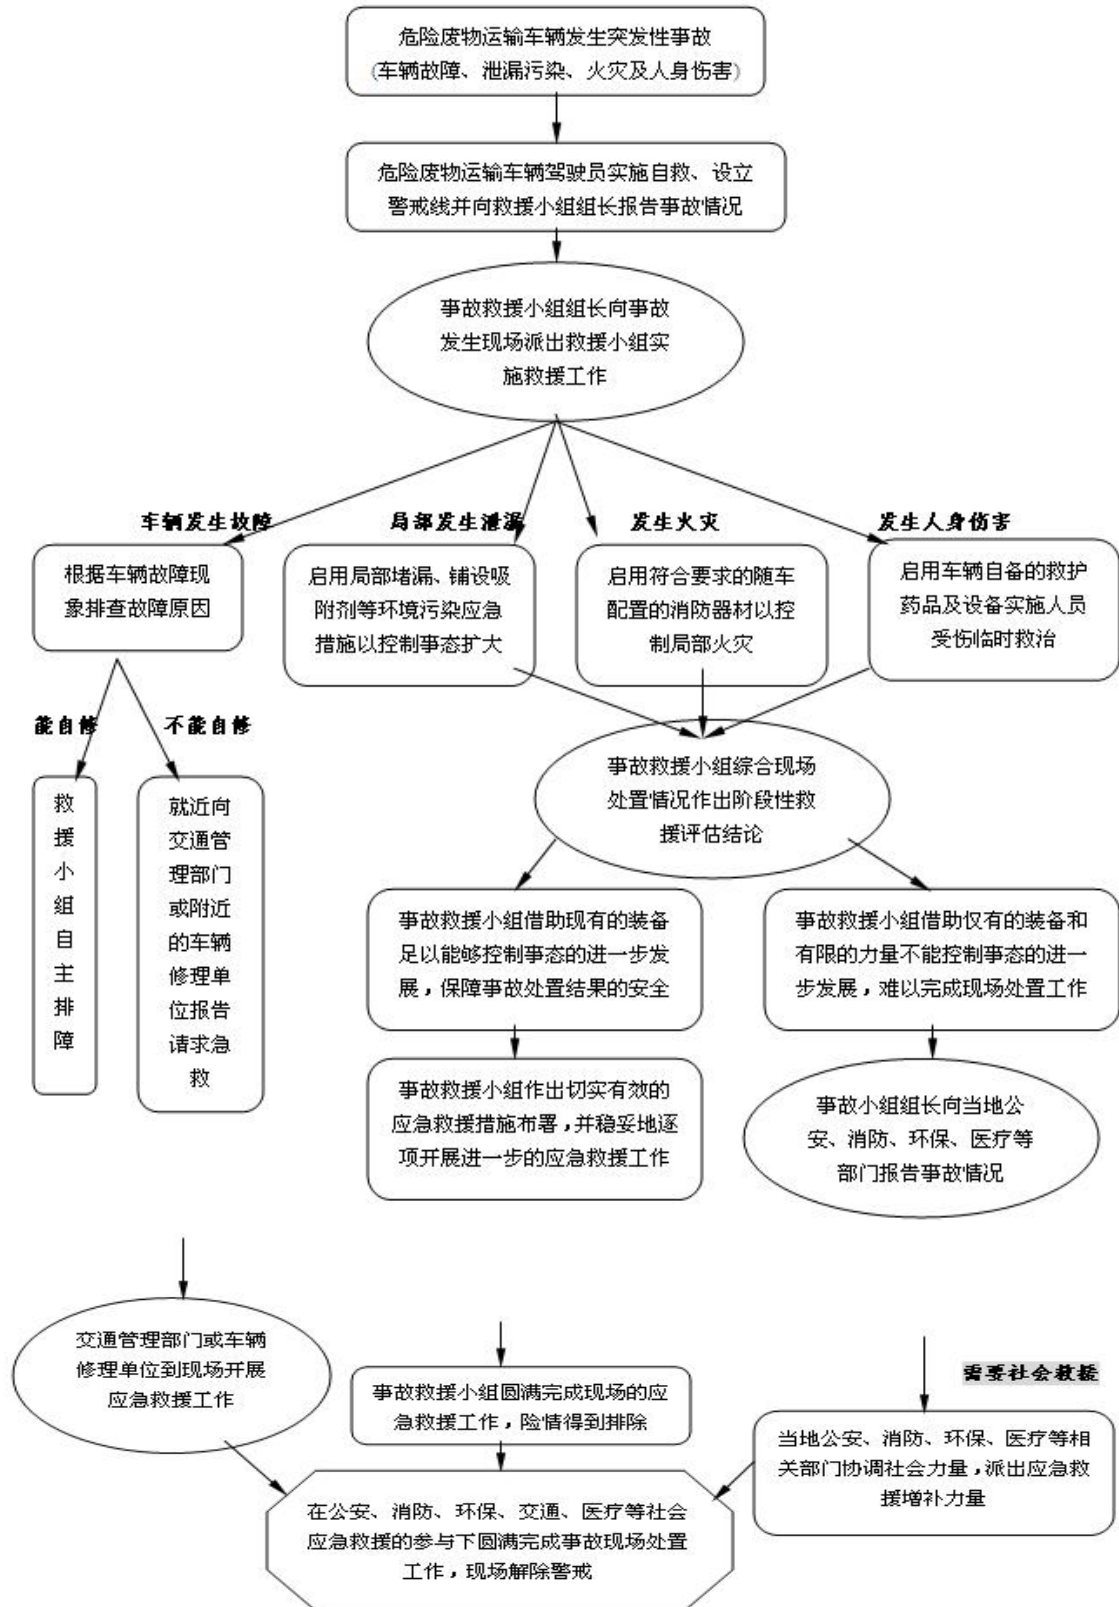 危险废物运输车辆发生突发性事故
(车辆故障、泄漏污染、火灾及人身伤害)
危险废物运输车辆驾驶员实施自救、设立
警戒线并向救援小组组长报告事故情况
事故救援小组组长向事故
发生现场派出救援小组实
施救援工作
车辆发生故障
局部发生泄漏
发生火灾
发生人身伤害
根据车辆故障现
象排查故障原因
启用局部堵漏、铺设吸
附剂等环境污染应急
措施以控制事态扩大
启用符合要求的随车
配置的消防器材以控
制局部火灾
启用车辆自备的救护
药品及设备实施人员
受伤临时救治
能自修
不能自修
救
援
小
组
自
主
排
障
就近向
交通管
理部门
或附近
的车辆
修理单
位报告
请求急
救
事故救援小组综合现场
处置情况作出阶段性救
援评估结论
事故救援小组借助现有的装备
足以能够控制事态的进一步发
展，保障事故处置结果的安全
事故救援小组借助仅有的装备和
有限的力量不能控制事态的进一
步发展，难以完成现场处置工作
事故救援小组作出切实有效的
应急救援措施布署，并稳妥地逐
项开展进一步的应急救援工作
事故小组组长向当地公
安、消防、环保、医疗等
部门报告事故情况
交通管理部门或车辆
修理单位到现场开展
应急救援工作
事故救援小组圆满完成现场的应
急救援工作，险情得到排除
需要社会救援
当地公安、消防、环保、医疗等相
关部门协调社会力量，派出应急救
援增补力量
在公安、消防、环保、交通、医疗等社会
应急救援的参与下圆满完成事故现场处置
工作，现场解除警戒